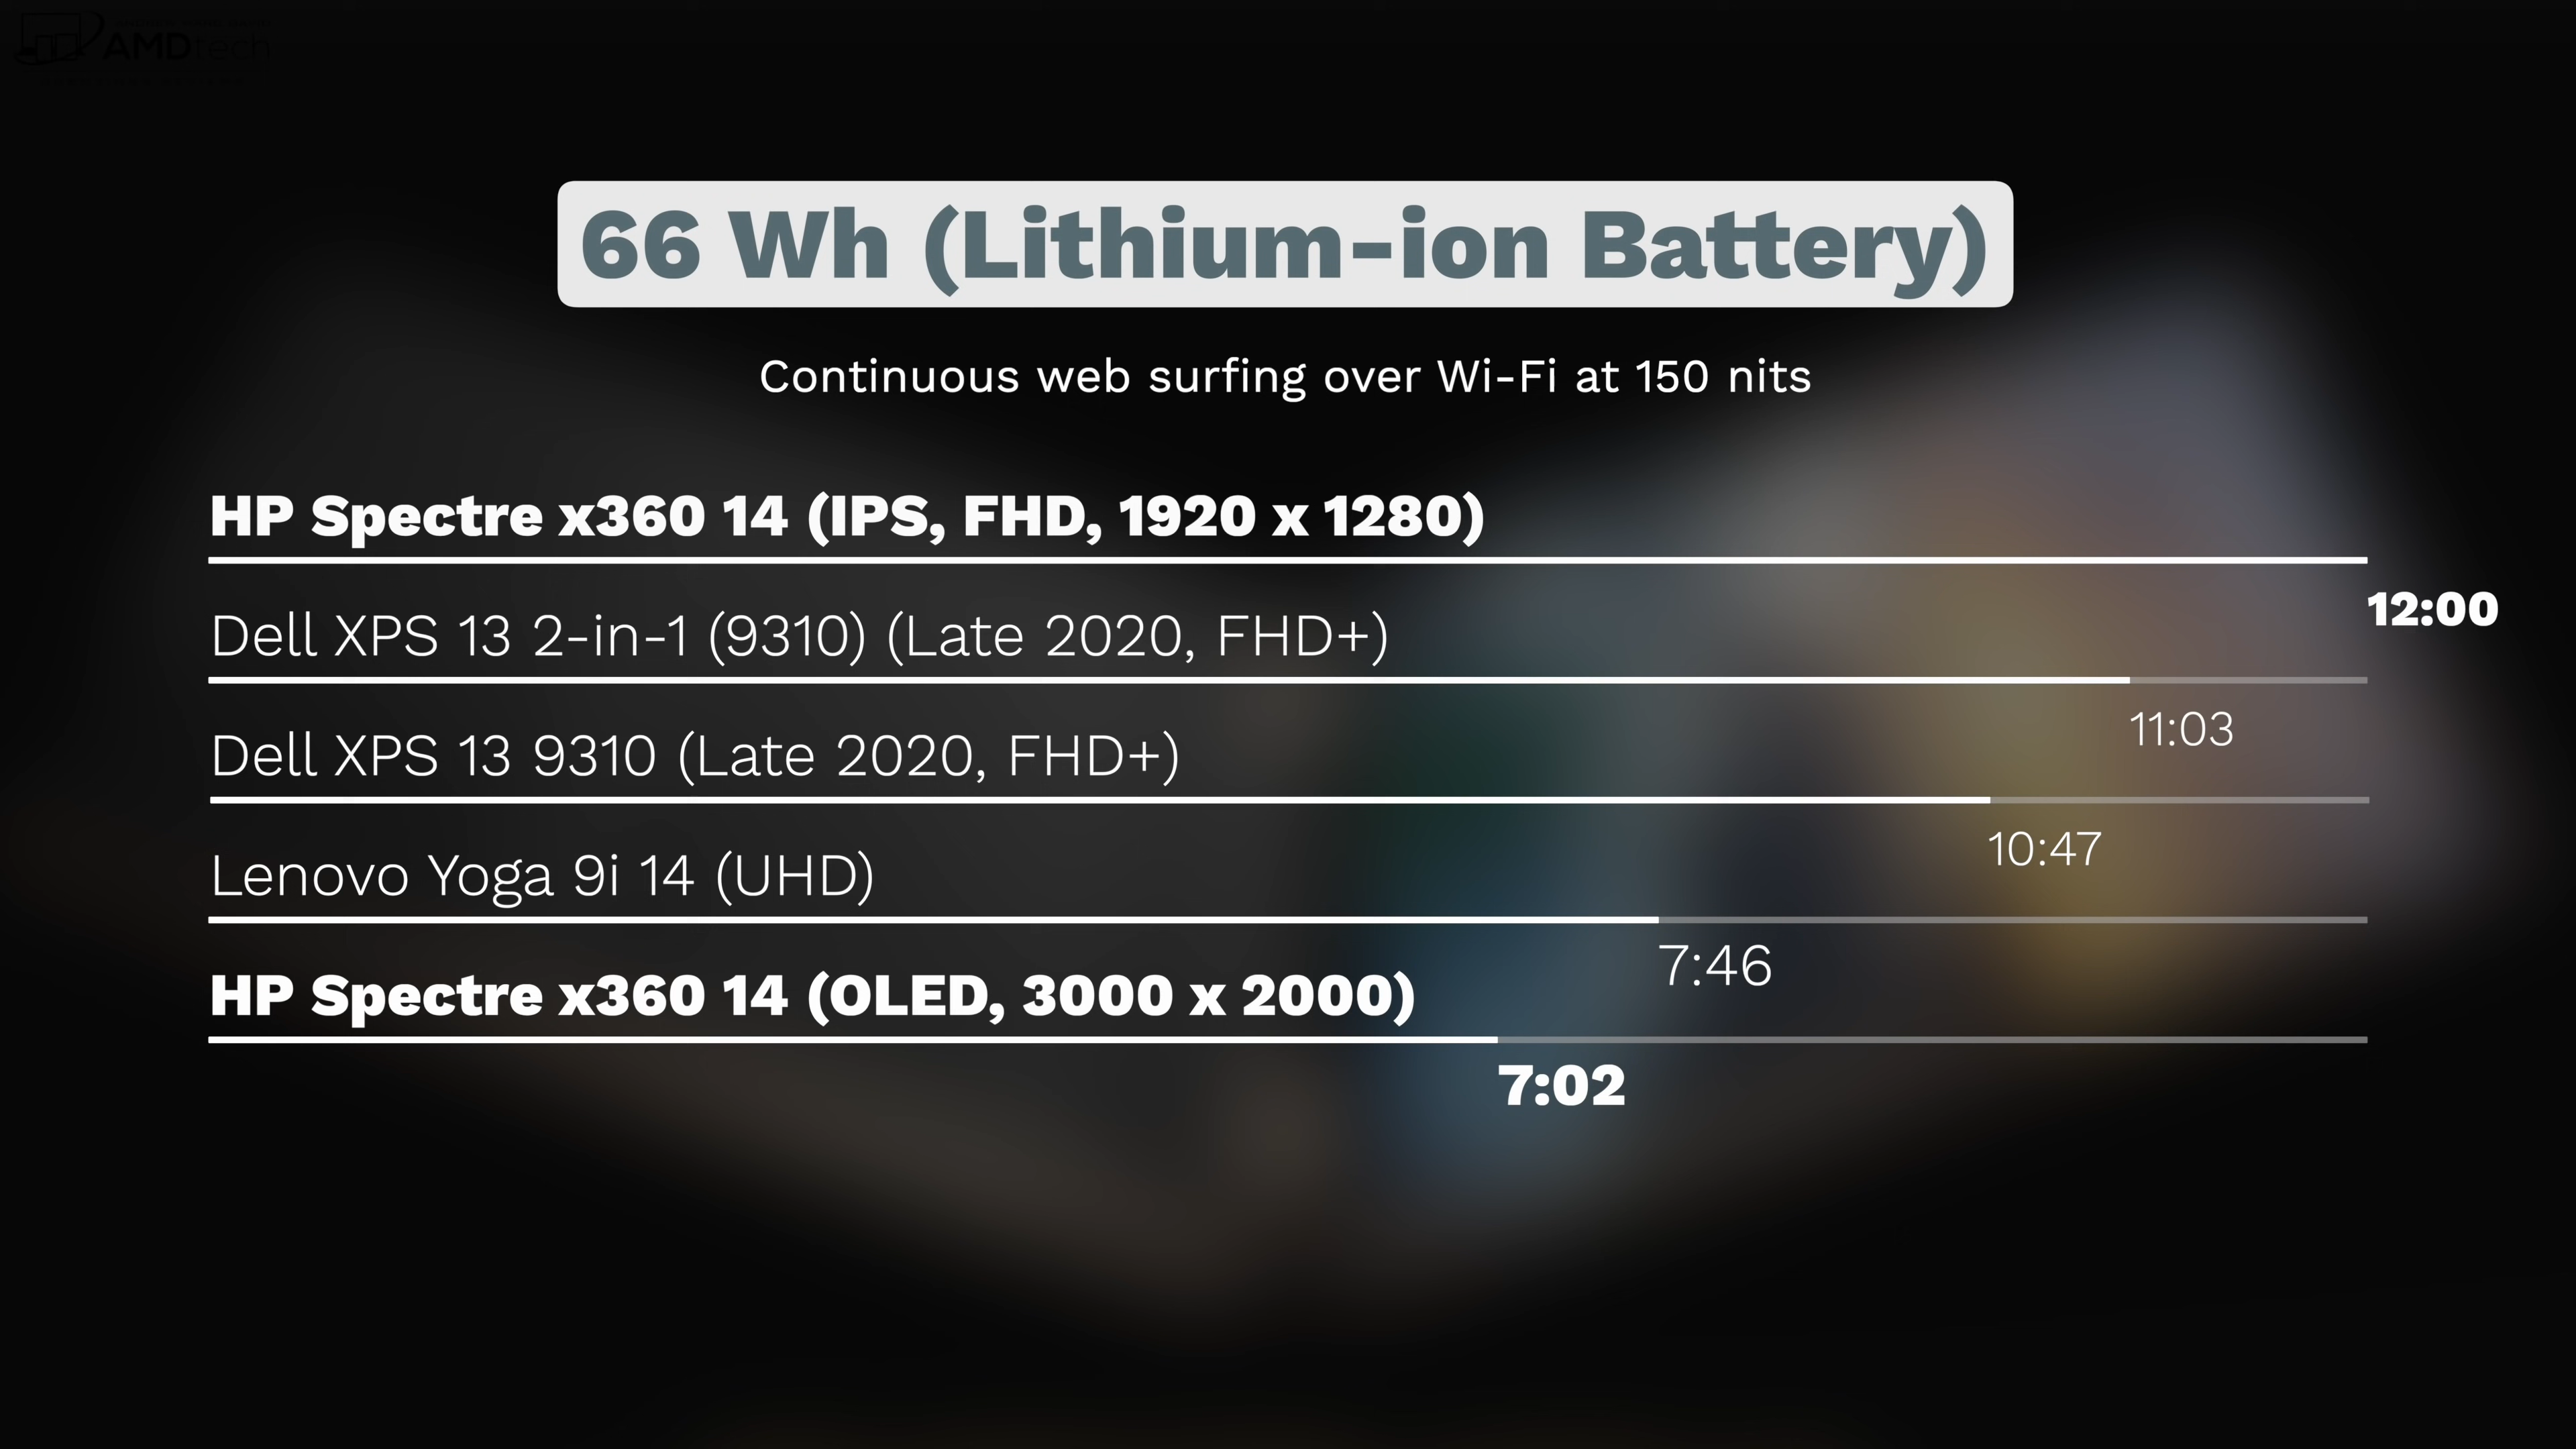 AMDtech
66 Wh (Lithium-ion Battery)
Continuous web surfing over Wi-Fi at 150 nits
HP Spectre x360 14 (IPS, FHD, 1920 x 1280)
12:00
Dell XPS 13 2-in-1 (9310) (Late 2020, FHD+)
11:03
Dell XPS 13 9310 (Late 2020, FHD+)
10:47
Lenovo Yoga 9i 14 (UHD)
7:46
HP Spectre x360 14 (OLED, 3000 x 2000)
7:02